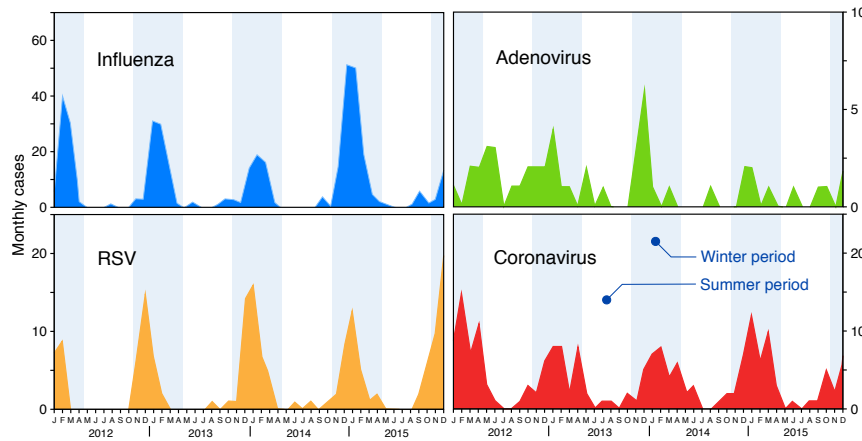 Influenza
Adenovirus
60
40
20
0
10
5
0
Monthly cases
RSV
Coronavirus
Winter period
Summer period
20
10
0
20
10
0
J F M A M J J A S O N D J F M A M J J A S O N D J F M A M J J A S O N D J F M A M J J A S O N D
J F M A M J J A S O N D J F M A M J J A S O N D J F M A M J J A S O N D J F M A M J J A S O N D
2012 2013 2014 2015
2012 2013 2014 2015